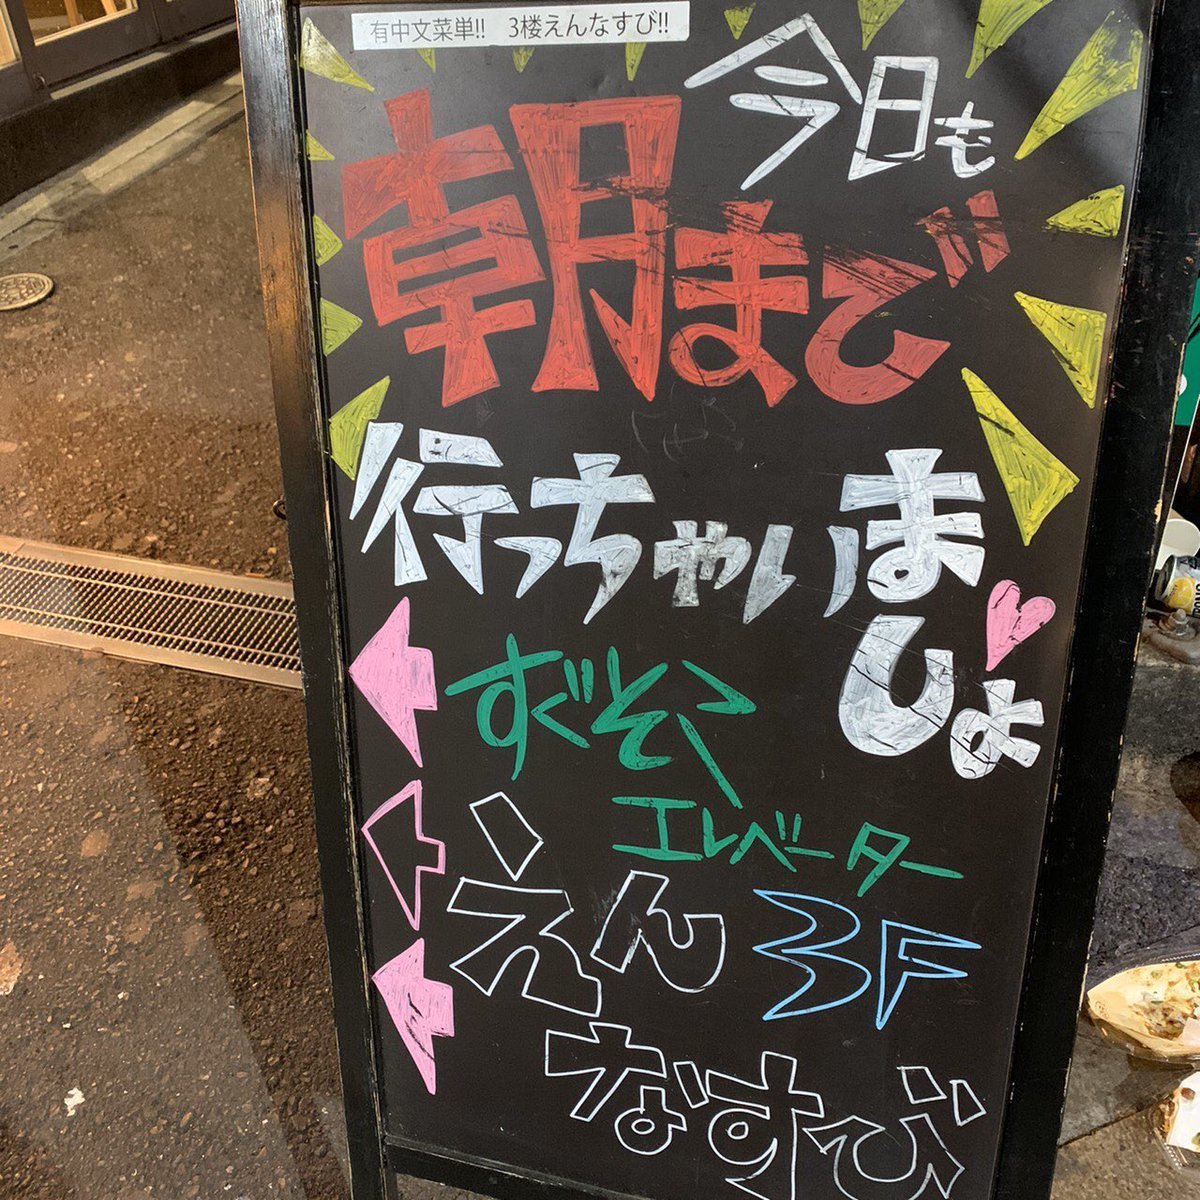 有中文菜単!! 3楼えんなすび!!
今日も
朝まで
行っちゃいま
しょ
すぐそこ
エレベーター
えん 3F
なすび